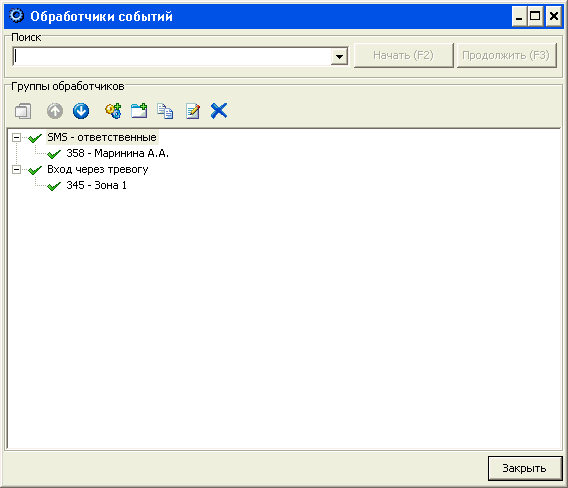 Обработчики событий
Поиск
Начать (F2) Продолжить (F3)
Группы обработчиков
SMS - ответственные
358 - Маринина А.А.
Вход через тревогу
345 - Зона 1
Закрыть